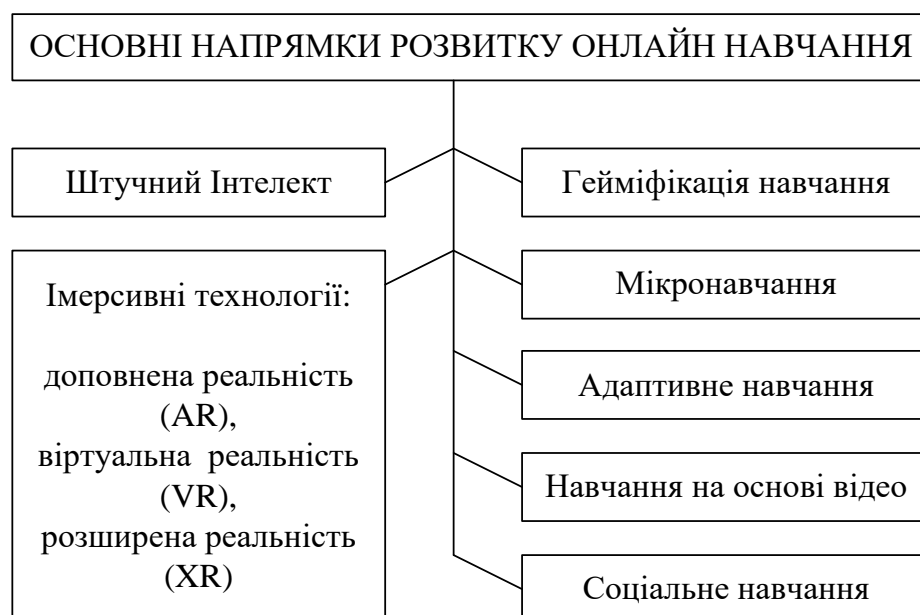 ОСНОВНІ НАПРЯМКИ РОЗВИТКУ ОНЛАЙН НАВЧАННЯ
Штучний Інтелект
Гейміфікація навчання
Імерсивні технології:
доповнена реальність
(AR),
віртуальна реальність
(VR),
розширена реальність
(XR)
Мікронавчання
Адаптивне навчання
Навчання на основі відео
Соціальне навчання